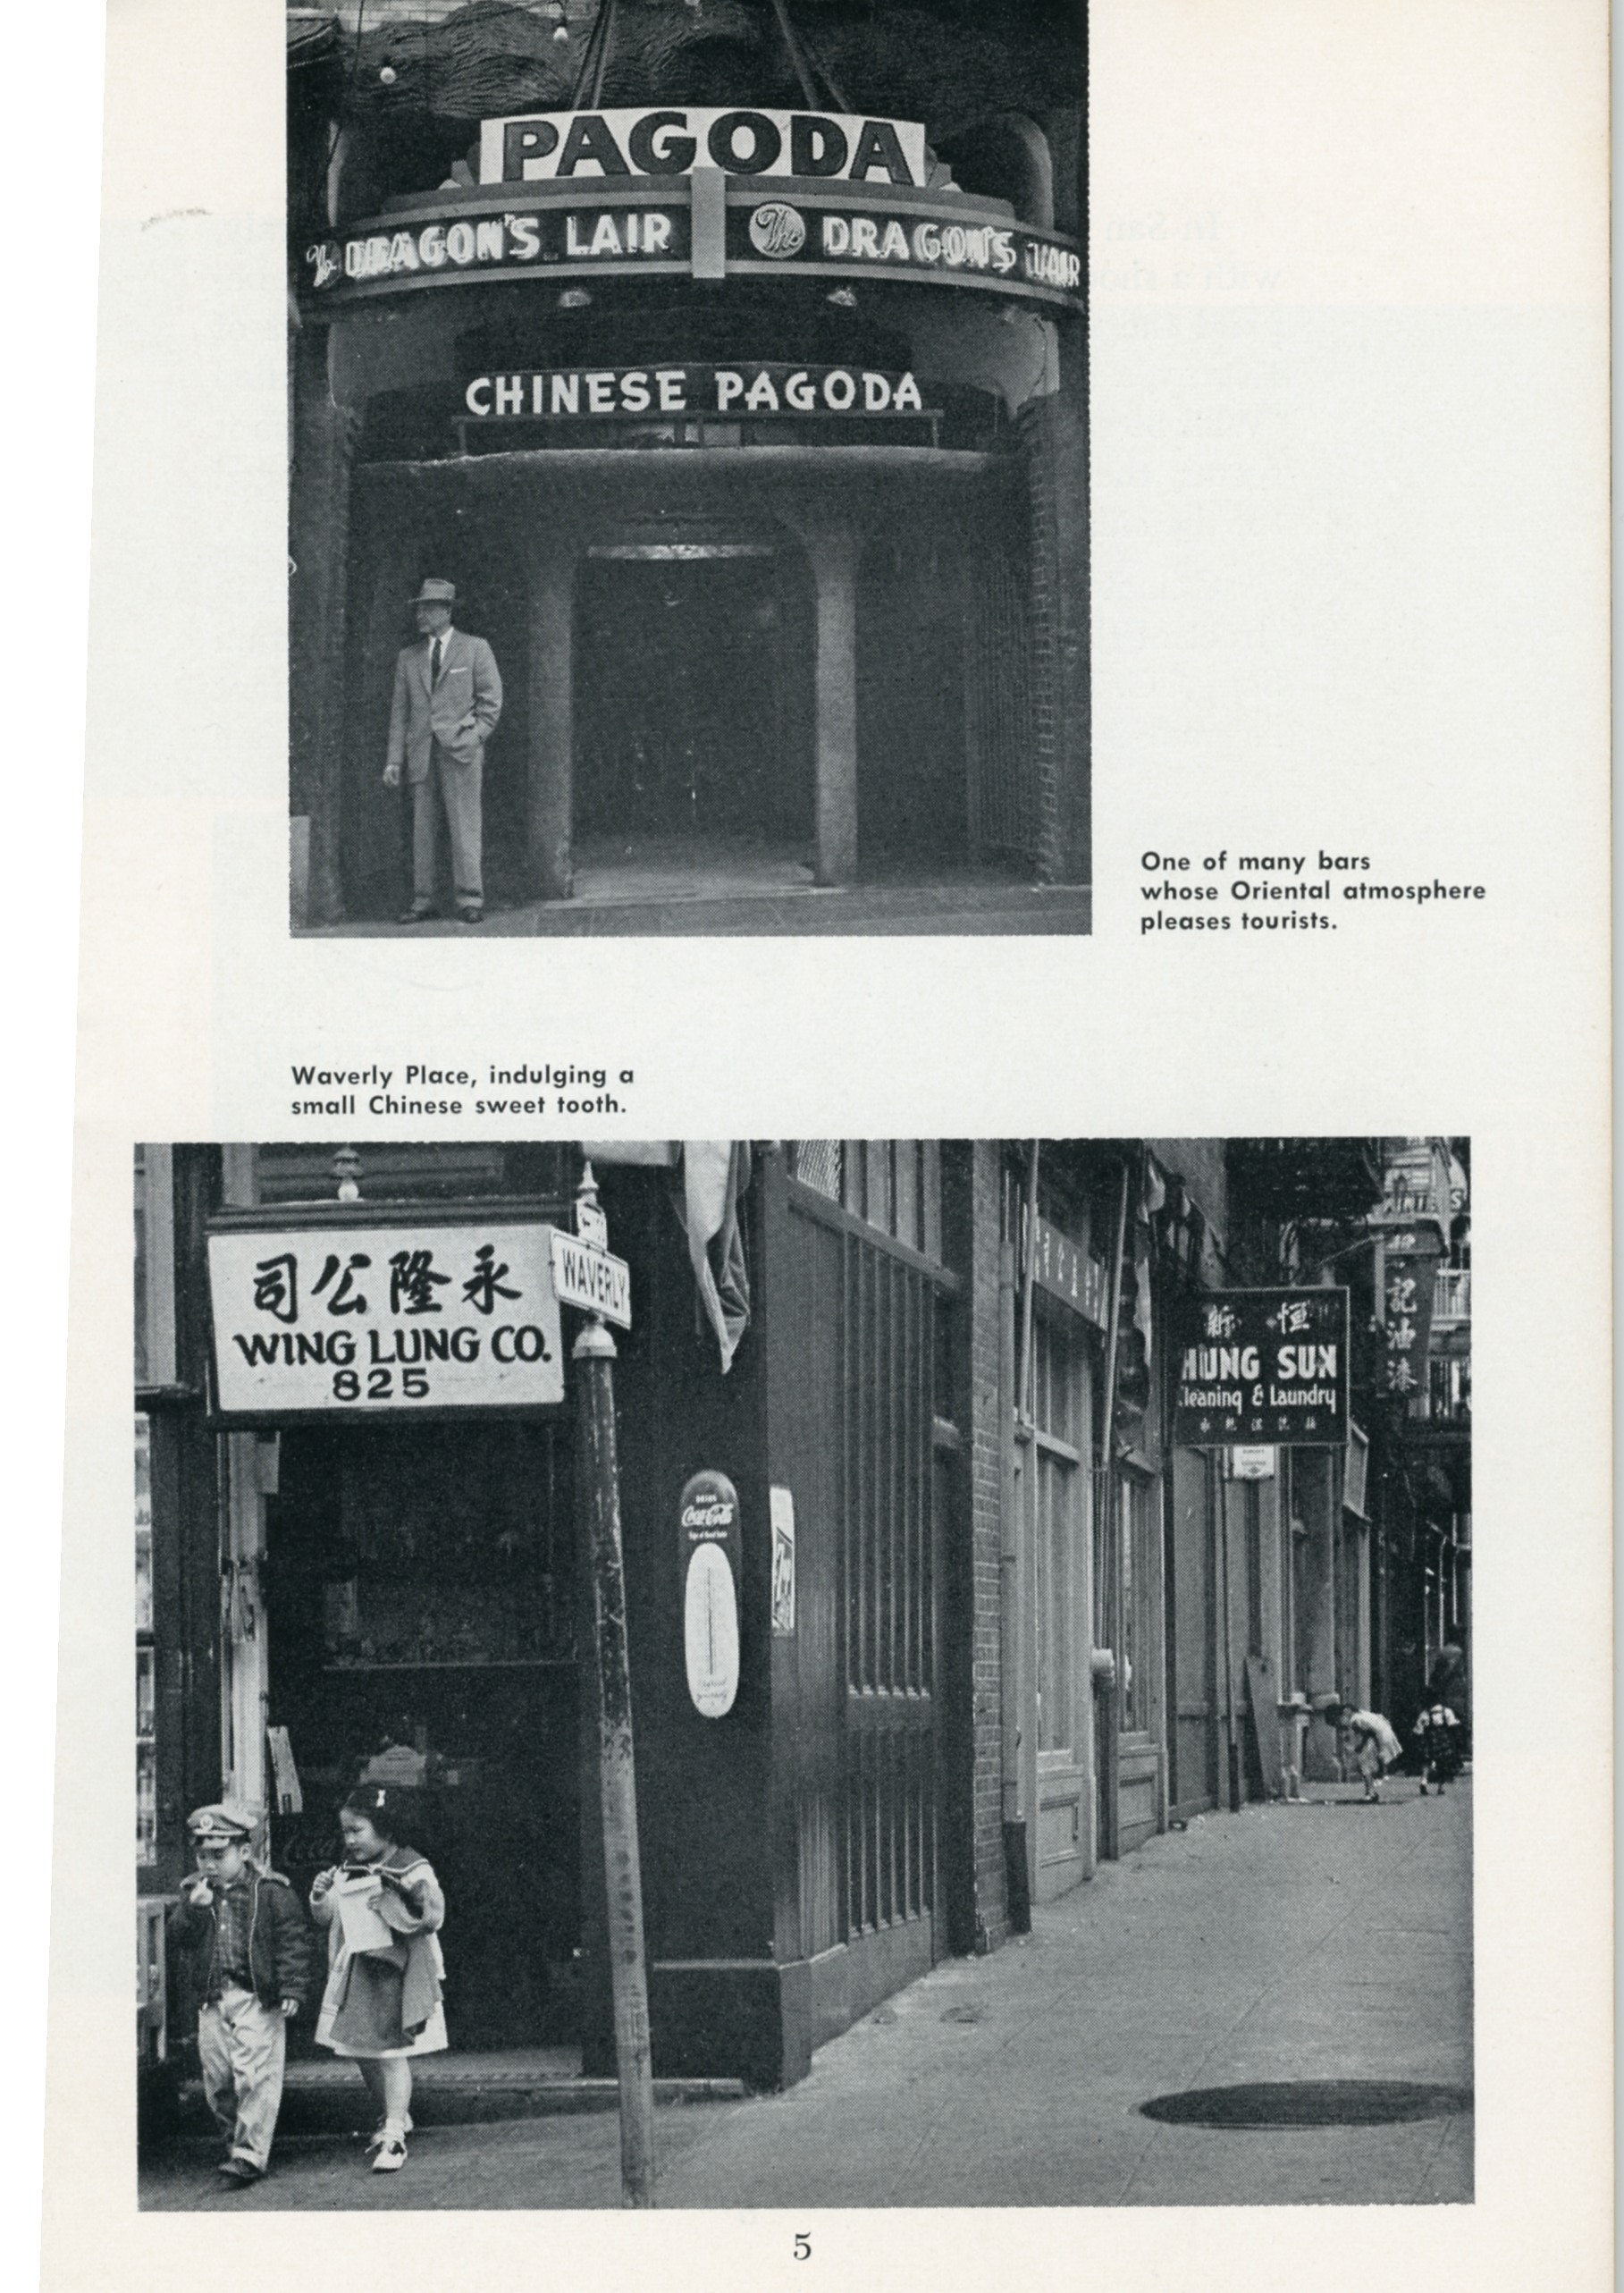 PAGODA
The DRAGON'S LAIR
The DRAGON'S LAIR
CHINESE PAGODA
One of many bars
whose Oriental atmosphere
pleases tourists.
Waverly Place, indulging a
small Chinese sweet tooth.
司公隆永
WING LUNG CO.
825
WAVERLY
DRINK
Coca-Cola
新恒
HUNG SUN
Cleaning & Laundry
記油漆
5